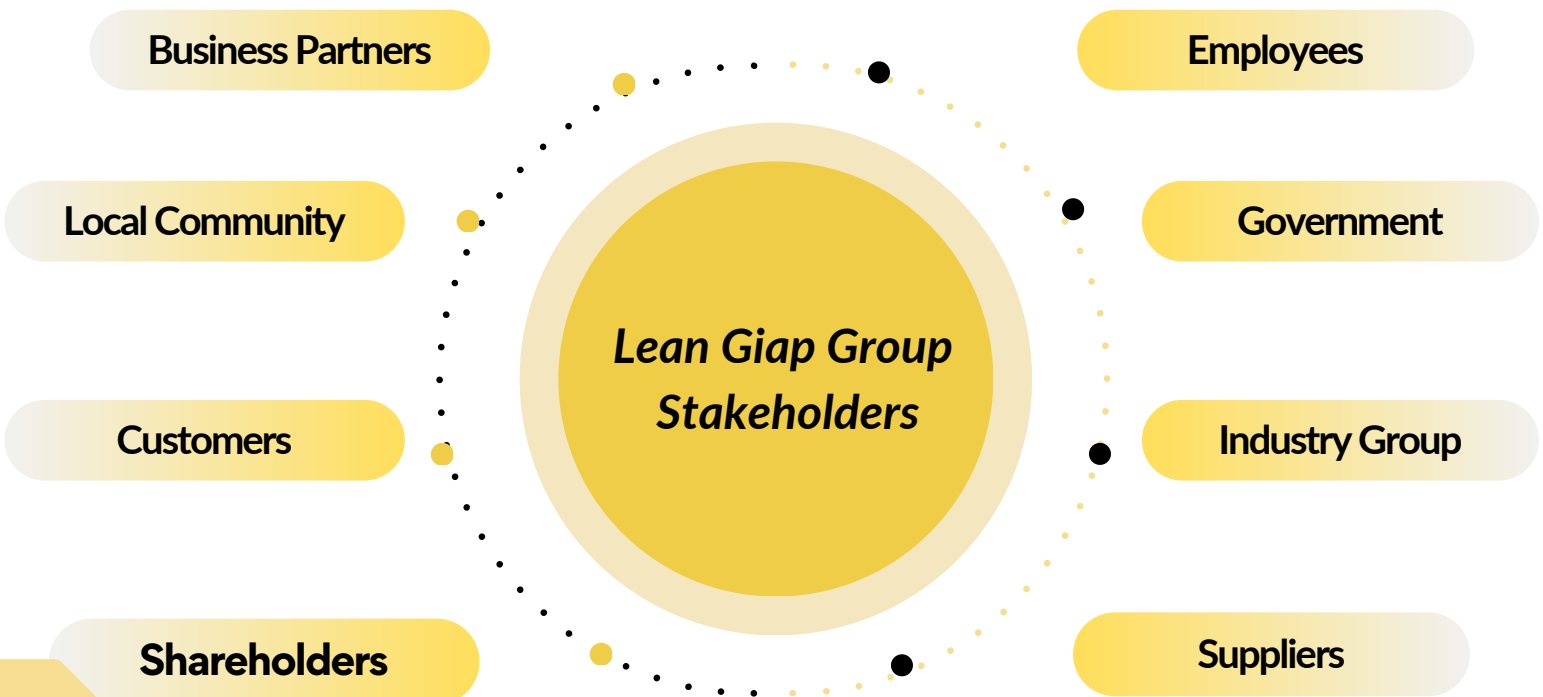 Business Partners
Employees
Local Community
Government
Lean Giap Group
Stakeholders
Customers
Industry Group
Shareholders
Suppliers